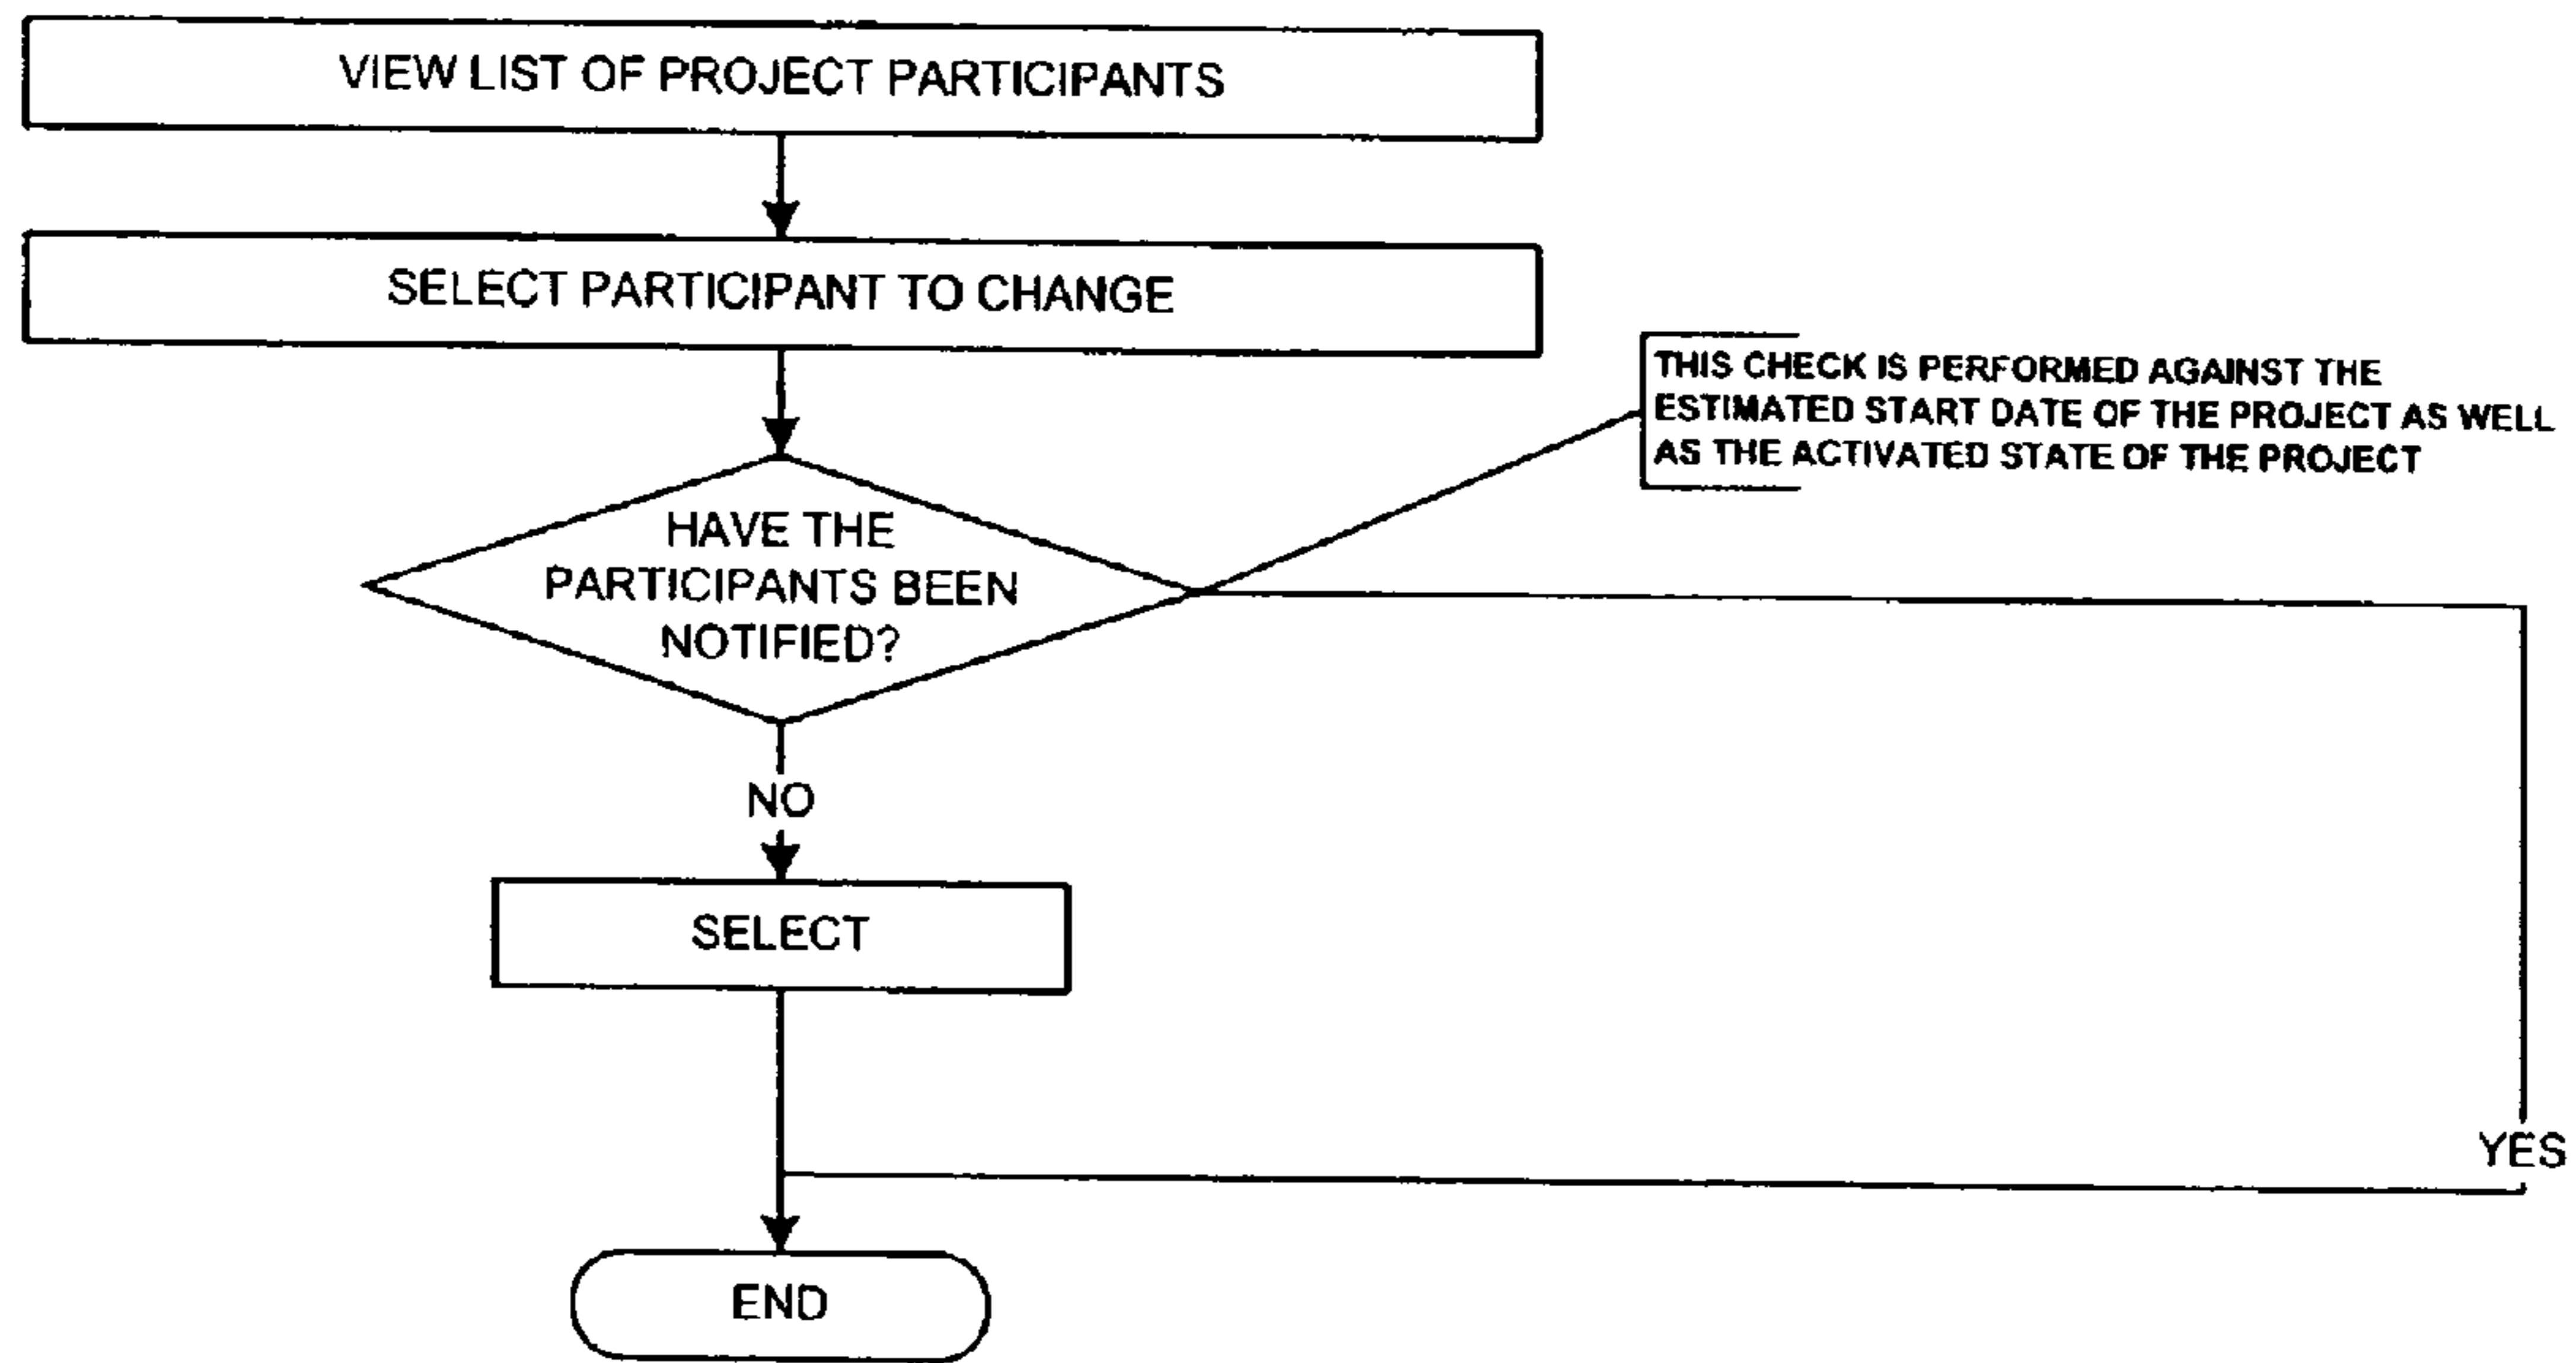 VIEW LIST OF PROJECT PARTICIPANTS
SELECT PARTICIPANT TO CHANGE
THIS CHECK IS PERFORMED AGAINST THE
ESTIMATED START DATE OF THE PROJECT AS WELL
AS THE ACTIVATED STATE OF THE PROJECT
HAVE THE
PARTICIPANTS BEEN
NOTIFIED?
NO
SELECT
YES
END